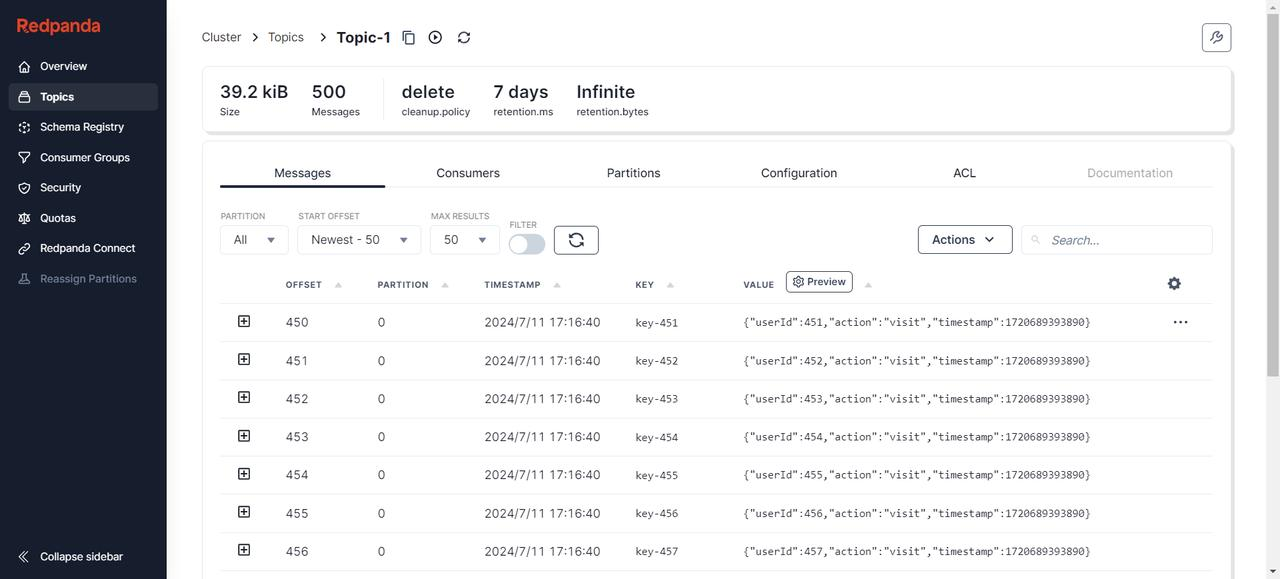 Redpanda
Overview
Topics
Schema Registry
Consumer Groups
Security
Quotas
Redpanda Connect
Reassign Partitions
Collapse sidebar
Cluster > Topics > Topic-1
39.2 kiB 500 delete 7 days Infinite
Size Messages cleanup.policy retention.ms retention.bytes
Messages Consumers Partitions Configuration ACL Documentation
PARTITION START OFFSET MAX RESULTS FILTER
All Newest - 50 50 Actions Search...
OFFSET PARTITION TIMESTAMP KEY VALUE Preview
450 0 2024/7/11 17:16:40 key-451 {"userId":451,"action":"visit","timestamp":1720689393890}
451 0 2024/7/11 17:16:40 key-452 {"userId":452,"action":"visit","timestamp":1720689393890}
452 0 2024/7/11 17:16:40 key-453 {"userId":453,"action":"visit","timestamp":1720689393890}
453 0 2024/7/11 17:16:40 key-454 {"userId":454,"action":"visit","timestamp":1720689393890}
454 0 2024/7/11 17:16:40 key-455 {"userId":455,"action":"visit","timestamp":1720689393890}
455 0 2024/7/11 17:16:40 key-456 {"userId":456,"action":"visit","timestamp":1720689393890}
456 0 2024/7/11 17:16:40 key-457 {"userId":457,"action":"visit","timestamp":1720689393890}